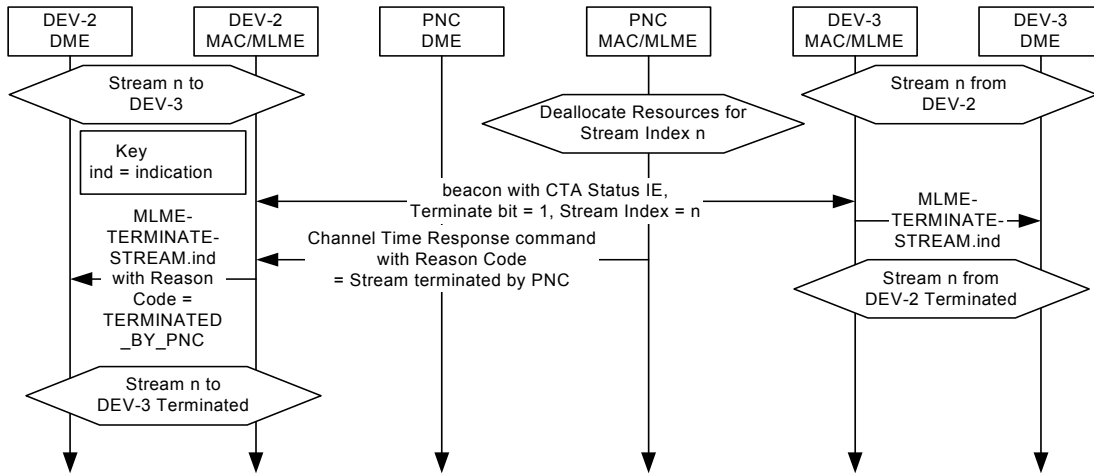 DEV-2
DME
DEV-2
MAC/MLME
PNC
DME
PNC
MAC/MLME
DEV-3
MAC/MLME
DEV-3
DME
Stream n to
DEV-3
Stream n from
DEV-2
Deallocate Resources for
Stream Index n
Key
ind = indication
beacon with CTA Status IE,
Terminate bit = 1, Stream Index = n
MLME-
TERMINATE-
STREAM.ind
MLME-
TERMINATE-
STREAM.ind
with Reason
Code =
TERMINATED
_BY_PNC
Channel Time Response command
with Reason Code
= Stream terminated by PNC
Stream n from
DEV-2 Terminated
Stream n to
DEV-3 Terminated